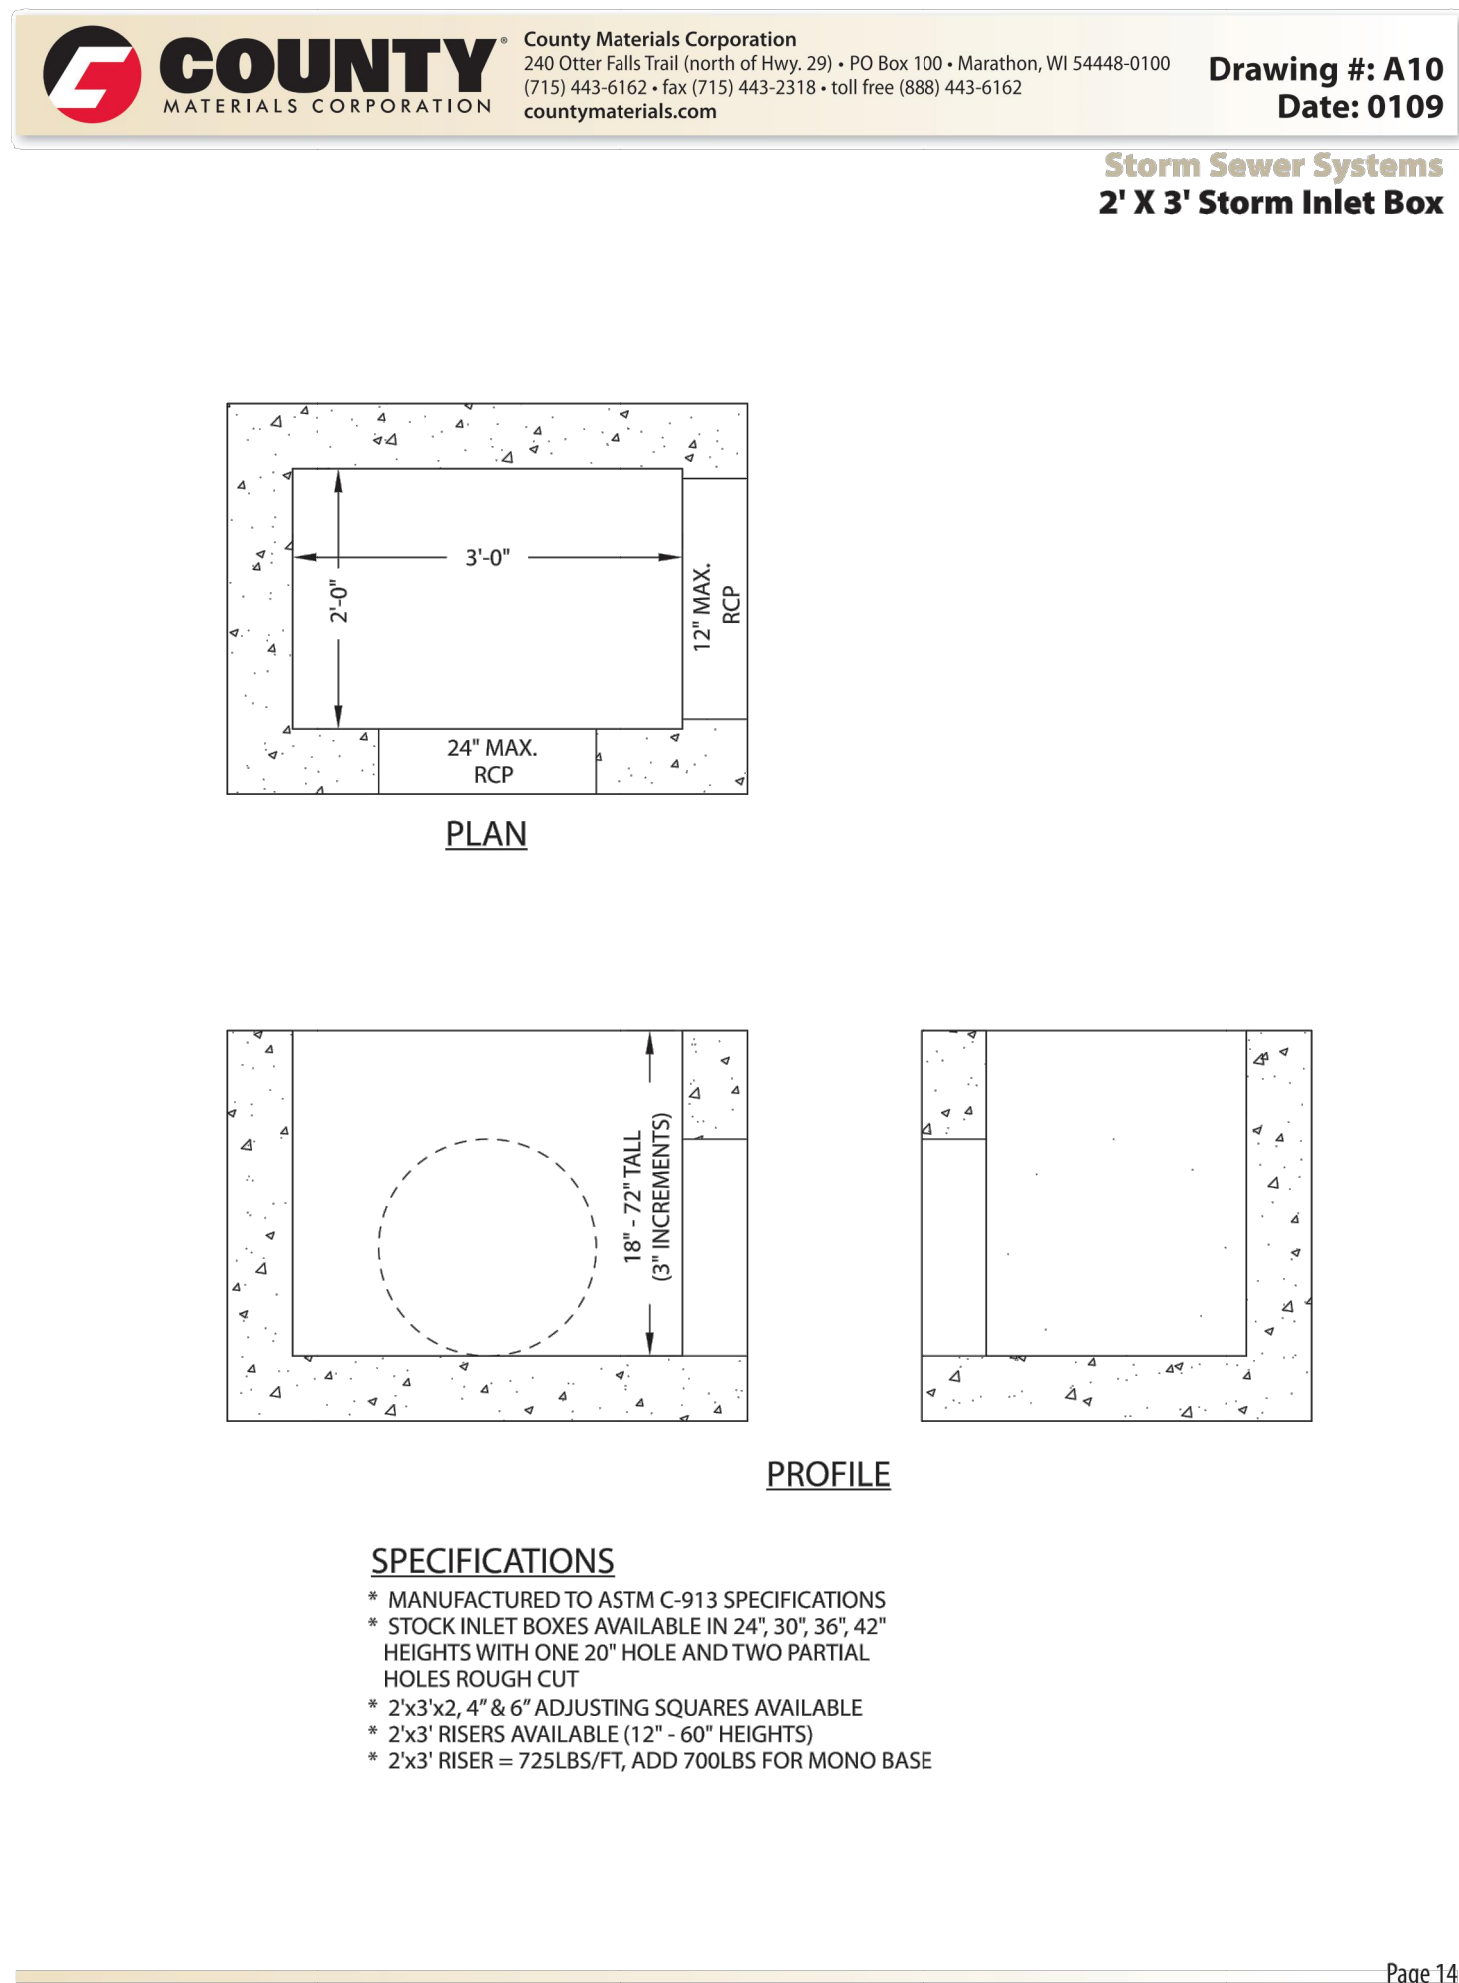 COUNTY®
MATERIALS CORPORATION
County Materials Corporation
240 Otter Falls Trail (north of Hwy. 29) • PO Box 100 • Marathon, WI 54448-0100
(715) 443-6162 • fax (715) 443-2318 • toll free (888) 443-6162
countymaterials.com
Drawing #: A10
Date: 0109
Storm Sewer Systems
2' X 3' Storm Inlet Box
3'-0"
2'-0"
12" MAX.
RCP
24" MAX.
RCP
PLAN
18" - 72" TALL
(3" INCREMENTS)
PROFILE
SPECIFICATIONS
* MANUFACTURED TO ASTM C-913 SPECIFICATIONS
* STOCK INLET BOXES AVAILABLE IN 24", 30", 36", 42"
HEIGHTS WITH ONE 20" HOLE AND TWO PARTIAL
HOLES ROUGH CUT
* 2'x3'x2, 4” & 6” ADJUSTING SQUARES AVAILABLE
* 2'x3' RISERS AVAILABLE (12" - 60" HEIGHTS)
* 2'x3' RISER = 725LBS/FT, ADD 700LBS FOR MONO BASE
Page 14